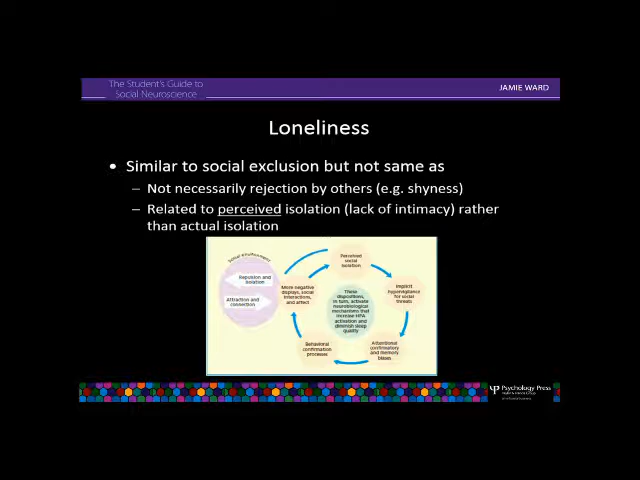 The Student's Guide to
Social Neuroscience
JAMIE WARD
Loneliness
• Similar to social exclusion but not same as
– Not necessarily rejection by others (e.g. shyness)
– Related to perceived isolation (lack of intimacy) rather
than actual isolation
Social environment
Repulsion and
isolation
Attraction and
connection
Perceived
social
isolation
Implicit
hypervigilance
for social
threats
Attentional
confirmatory
and memory
biases
Behavioral
confirmation
processes
More negative
displays, social
interactions,
and affect
These
dispositions,
in turn, activate
neurobiological
mechanisms that
increase HPA
activation and
diminish sleep
quality
Psychology Press
Taylor & Francis Group